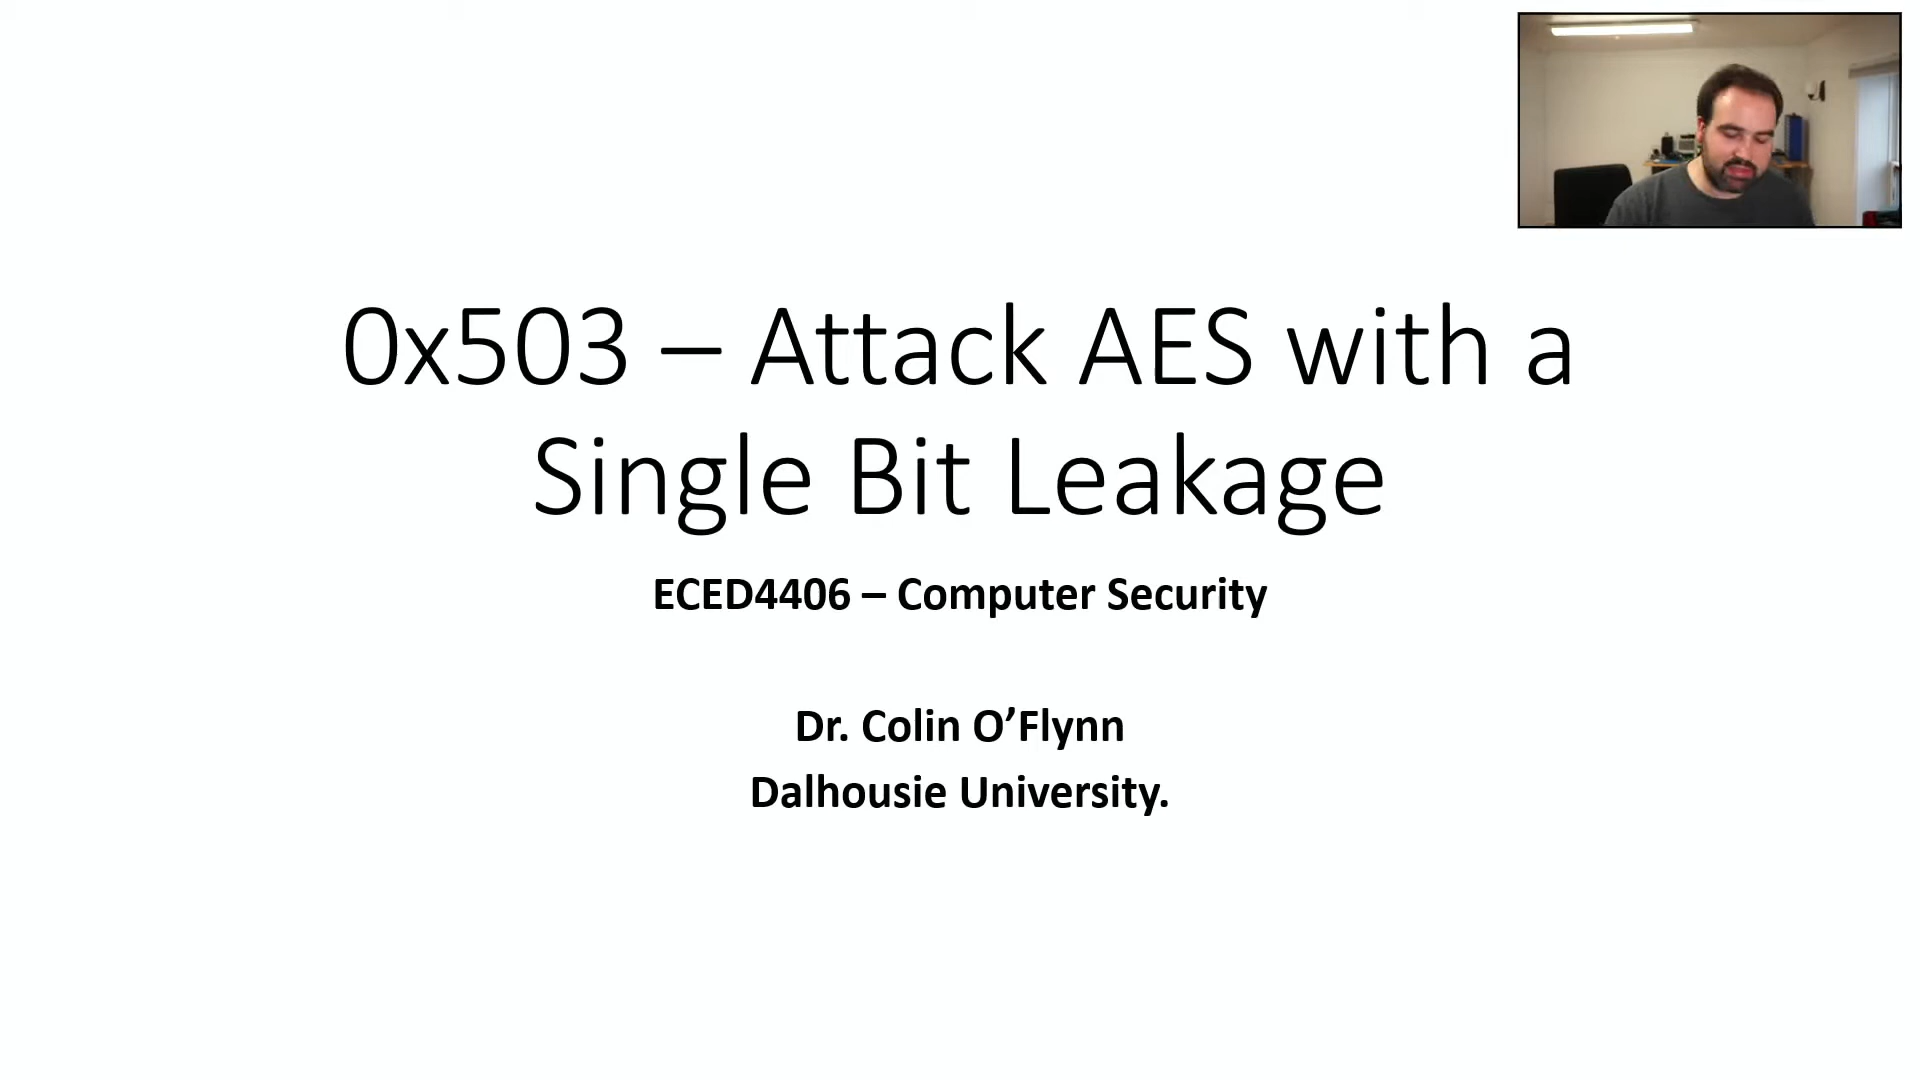 0x503 – Attack AES with a
Single Bit Leakage
ECED4406 – Computer Security
Dr. Colin O’Flynn
Dalhousie University.